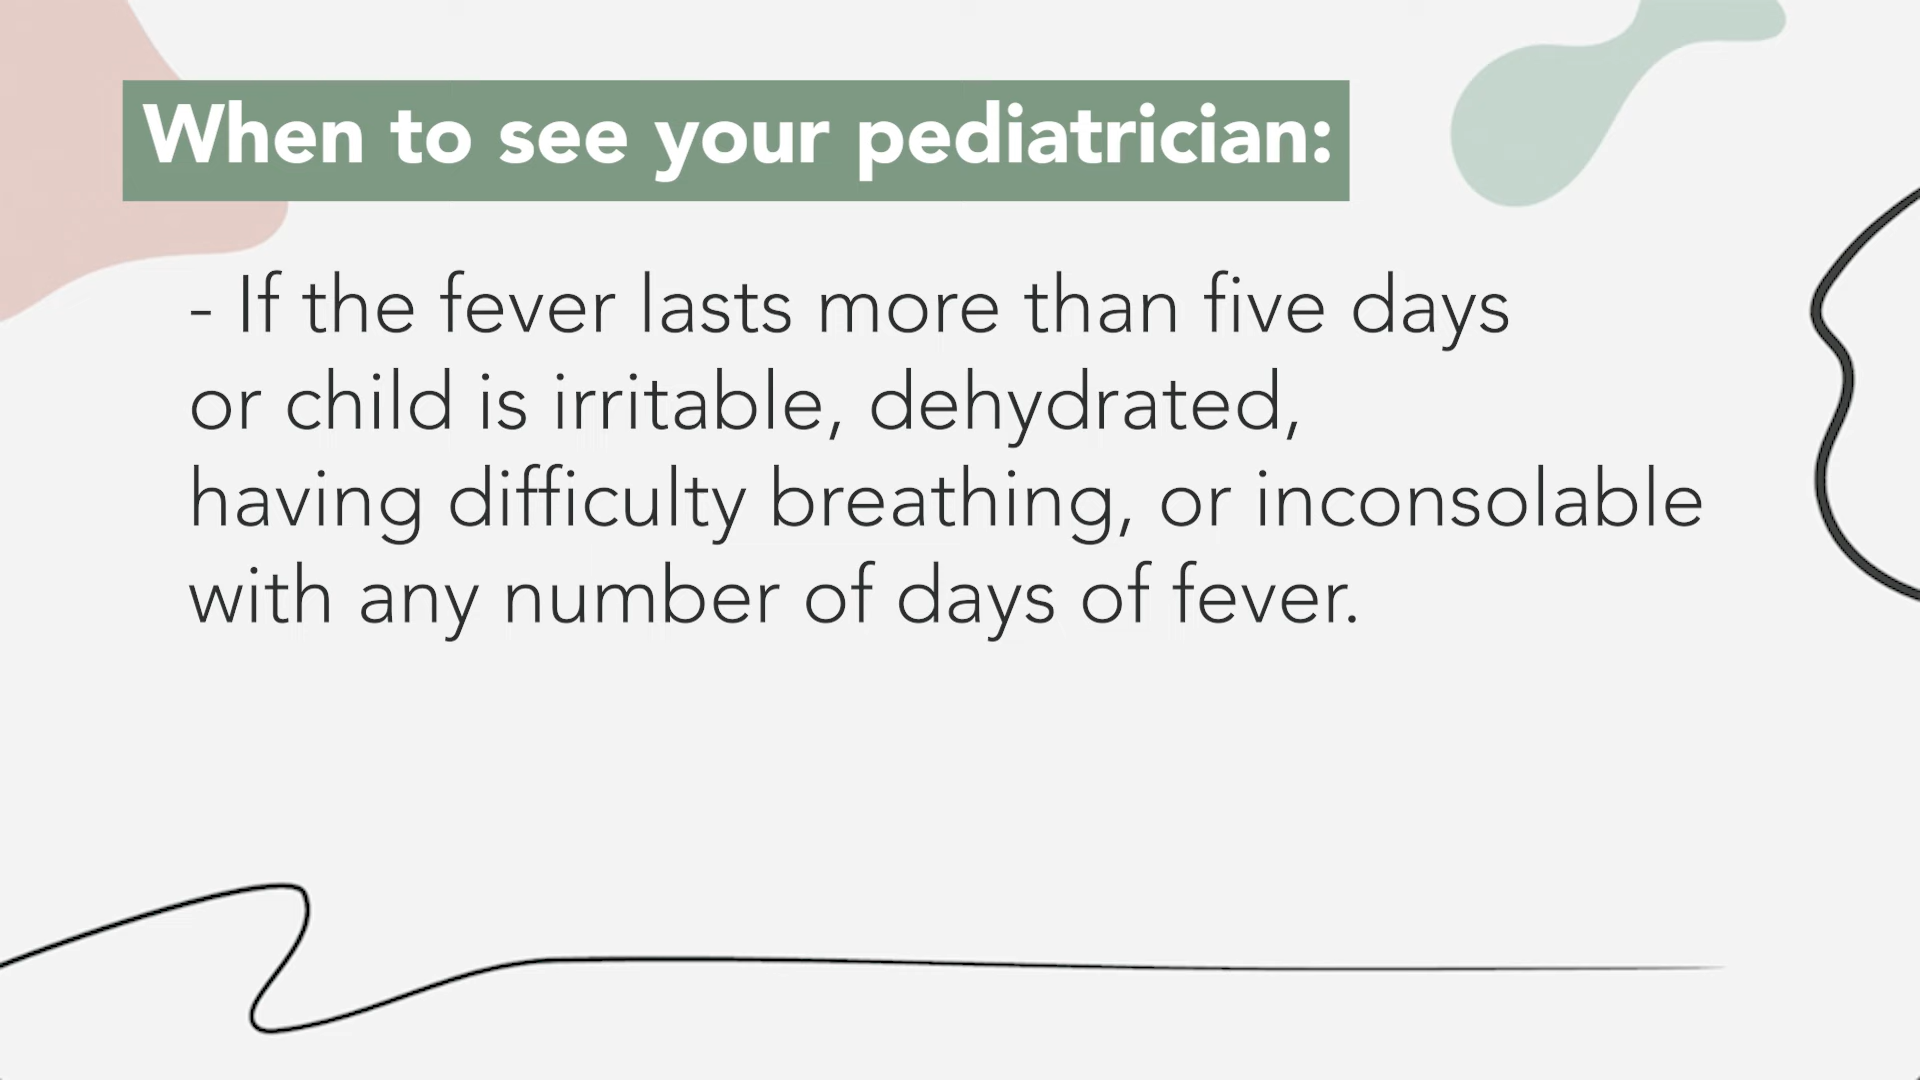 When to see your pediatrician:
- If the fever lasts more than five days
or child is irritable, dehydrated,
having difficulty breathing, or inconsolable
with any number of days of fever.